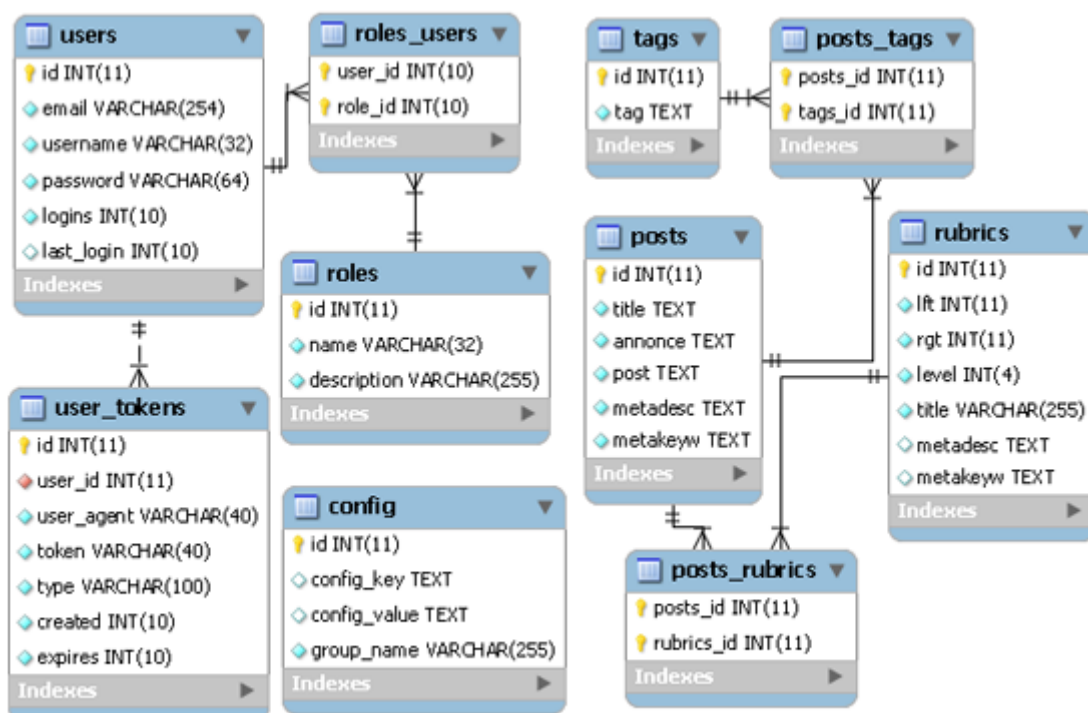 users
id INT(11)
email VARCHAR(254)
username VARCHAR(32)
password VARCHAR(64)
logins INT(10)
last_login INT(10)
Indexes
roles_users
user_id INT(10)
role_id INT(10)
Indexes
tags
id INT(11)
tag TEXT
Indexes
posts_tags
posts_id INT(11)
tags_id INT(11)
Indexes
roles
id INT(11)
name VARCHAR(32)
description VARCHAR(255)
Indexes
posts
id INT(11)
title TEXT
annonce TEXT
post TEXT
metadesc TEXT
metakeyw TEXT
Indexes
rubrics
id INT(11)
lft INT(11)
rgt INT(11)
level INT(4)
title VARCHAR(255)
metadesc TEXT
metakeyw TEXT
Indexes
user_tokens
id INT(11)
user_id INT(11)
user_agent VARCHAR(40)
token VARCHAR(40)
type VARCHAR(100)
created INT(10)
expires INT(10)
Indexes
config
id INT(11)
config_key TEXT
config_value TEXT
group_name VARCHAR(255)
Indexes
posts_rubrics
posts_id INT(11)
rubrics_id INT(11)
Indexes